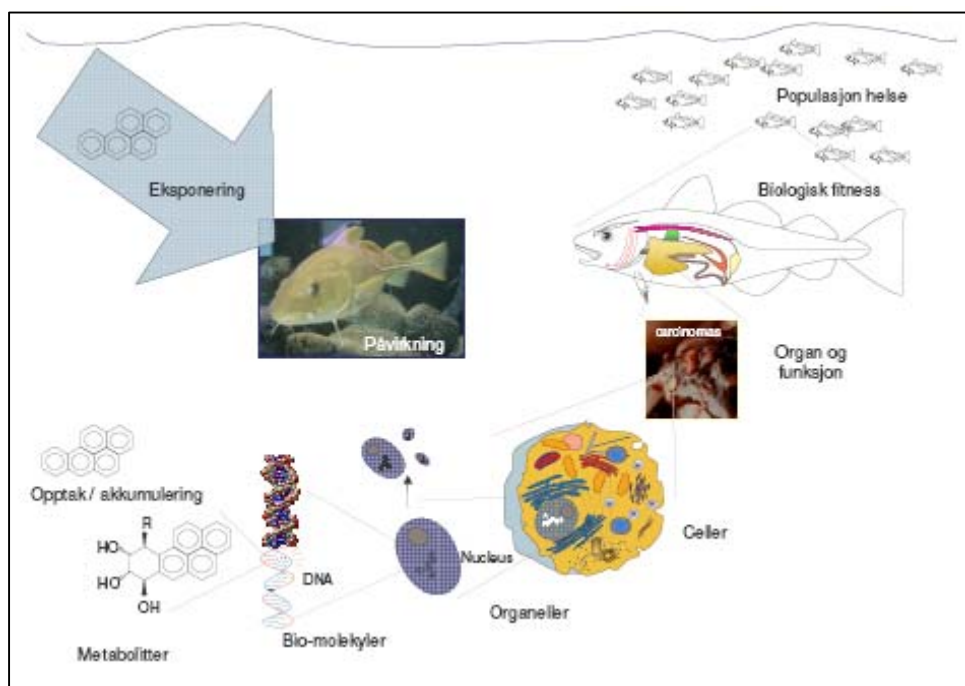 Populasjon helse
Eksponering
Biologisk fitness
Påvirkning
carcinomas
Organ og
funksjon
Opptak / akkumulering
R
HO
HO
OH
Metabolitter
DNA
Bio-molekyler
A
Nucleus
Organeller
Celler